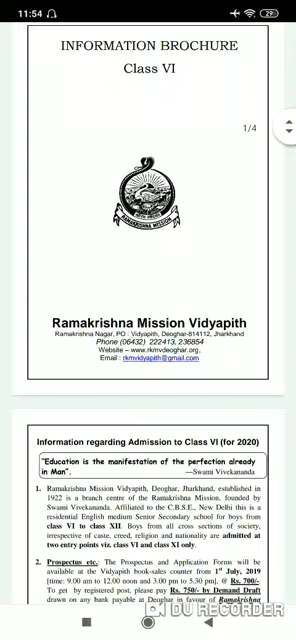 11:54
29
INFORMATION BROCHURE
Class VI
1/4
RAMAKRISHNA MISSION
Ramakrishna Mission Vidyapith
Ramakrishna Nagar, PO : Vidyapith, Deoghar-814112, Jharkhand
Phone (06432) 222413, 236854
Website – www.rkmvdeoghar.org,
Email : rkmvidyapith@gmail.com
Information regarding Admission to Class VI (for 2020)
"Education is the manifestation of the perfection already
in Man".
—Swami Vivekananda
1. Ramakrishna Mission Vidyapith, Deoghar, Jharkhand, established in
1922 is a branch centre of the Ramakrishna Mission, founded by
Swami Vivekananda. Affiliated to the C.B.S.E., New Delhi this is a
residential English medium Senior Secondary school for boys from
class VI to class XII. Boys from all cross sections of society,
irrespective of caste, creed, religion and nationality are admitted at
two entry points viz. class VI and class XI only.
2. Prospectus etc. The Prospectus and Application Forms will be
available at the Vidyapith book-sales counter from 1st July, 2019
[time: 9.00 am to 12.00 noon and 3.00 pm to 5.30 pm], @ Rs. 700/-
To get by registered post, please pay Rs. 750/- by Demand Draft
drawn on any bank payable at Deoghar in favour of Ramakrishna
DU RECORDER